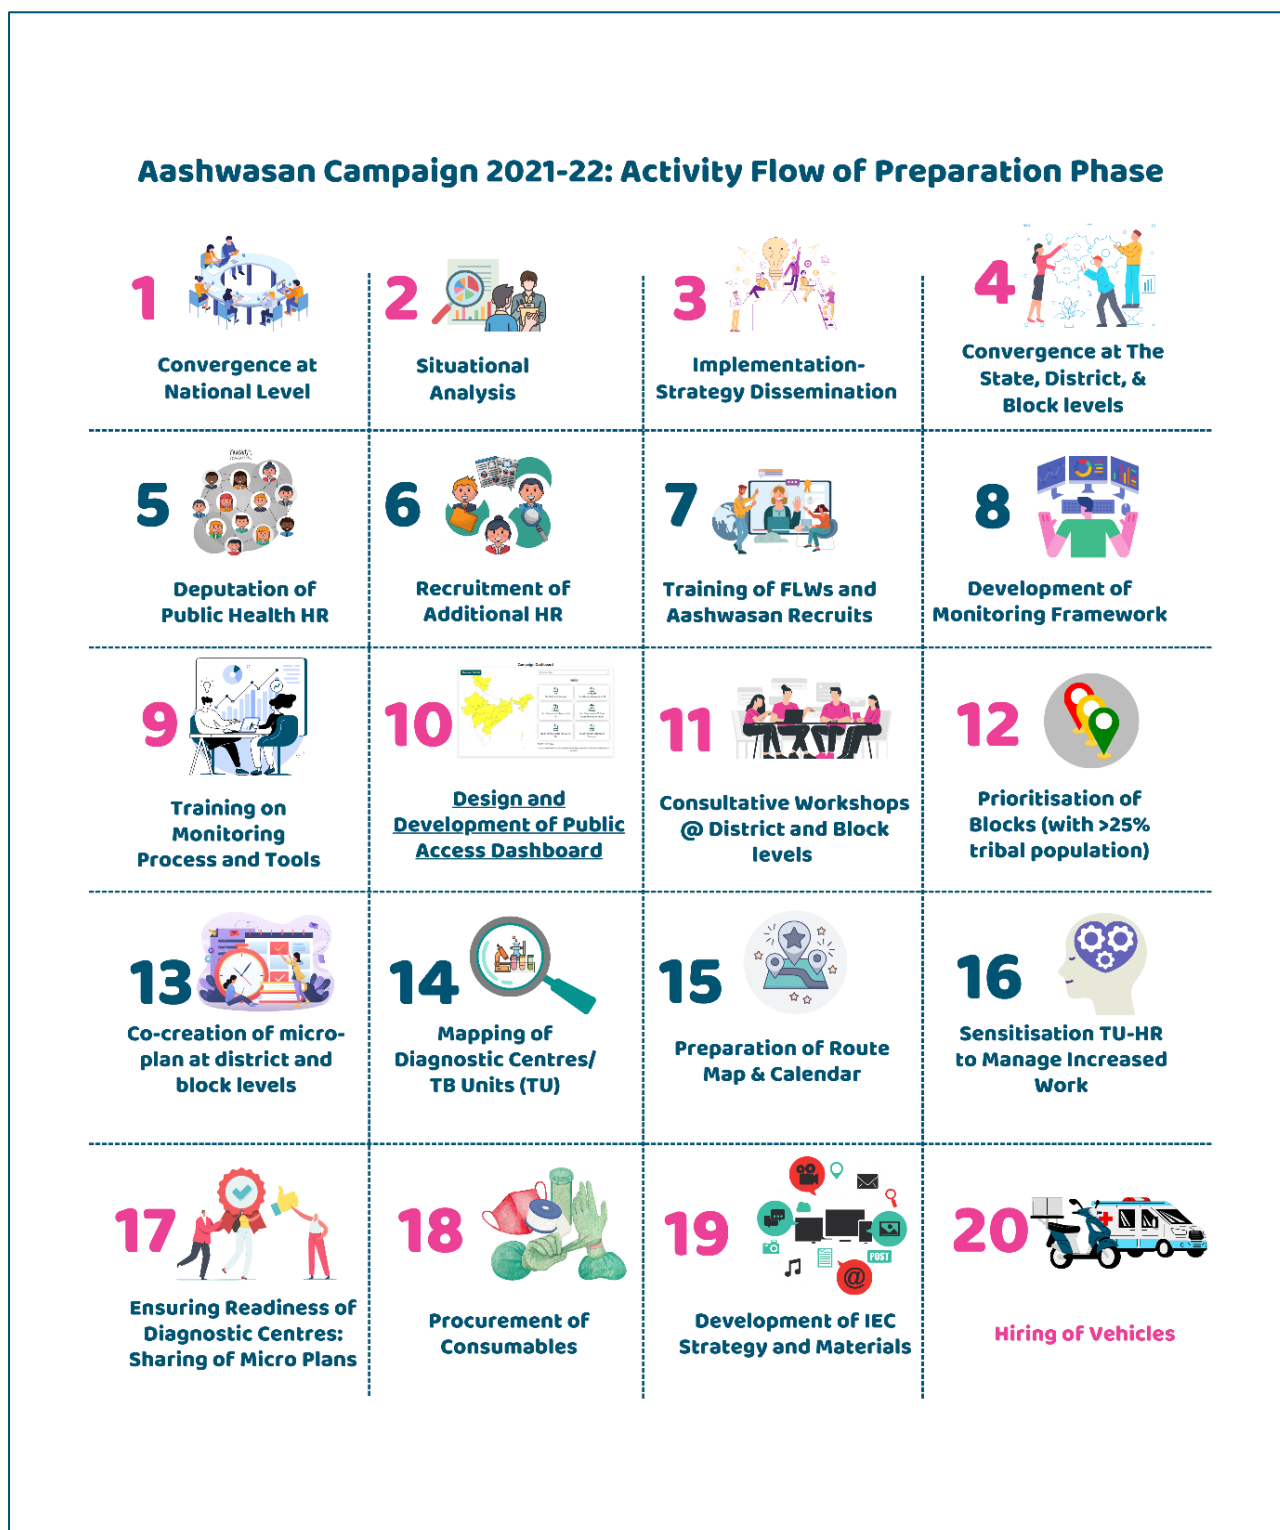 Aashwasan Campaign 2021-22: Activity Flow of Preparation Phase
1
Convergence at
National Level
2
Situational
Analysis
3
Implementation-
Strategy Dissemination
4
Convergence at The
State, District, &
Block levels
5
Deputation of
Public Health HR
6
Recruitment of
Additional HR
7
Training of FLWs and
Aashwasan Recruits
8
Development of
Monitoring Framework
9
Training on
Monitoring
Process and Tools
10
Campaign Dashboard
Design and
Development of Public
Access Dashboard
11
Consultative Workshops
@ District and Block
levels
12
Prioritisation of
Blocks (with >25%
tribal population)
13
Co-creation of micro-
plan at district and
block levels
14
Mapping of
Diagnostic Centres/
TB Units (TU)
15
Preparation of Route
Map & Calendar
16
Sensitisation TU-HR
to Manage Increased
Work
17
Ensuring Readiness of
Diagnostic Centres:
Sharing of Micro Plans
18
Procurement of
Consumables
19
POST
@
Development of IEC
Strategy and Materials
20
Hiring of Vehicles